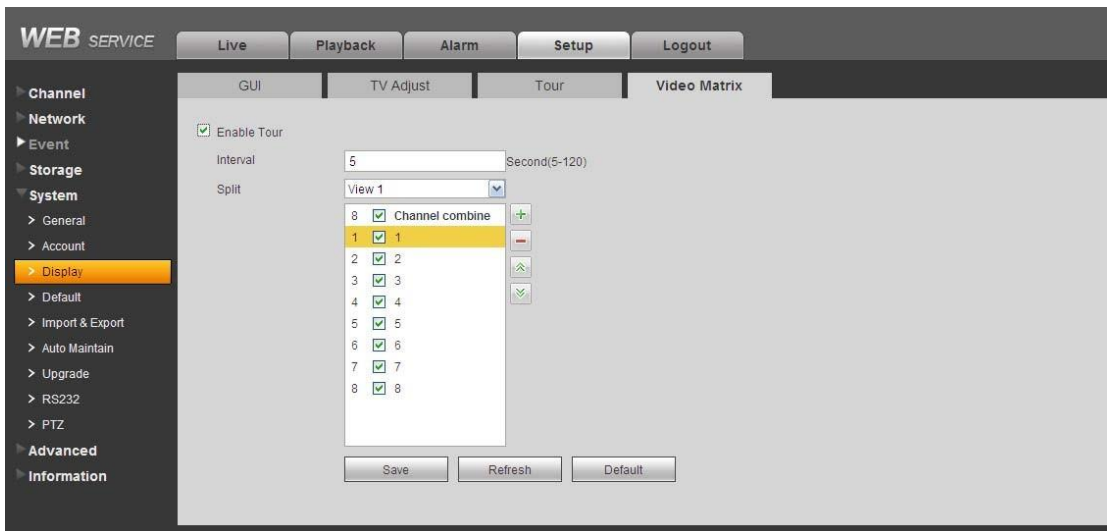 WEB SERVICE
Live Playback Alarm Setup Logout
GUI TV Adjust Tour Video Matrix
Channel
Network
Event
Storage
System
General
Account
Display
Default
Import & Export
Auto Maintain
Upgrade
RS232
PTZ
Advanced
Information
Enable Tour
Interval 5 Second(5-120)
Split View 1
8 Channel combine
1 1
2 2
3 3
4 4
5 5
6 6
7 7
8 8
Save Refresh Default